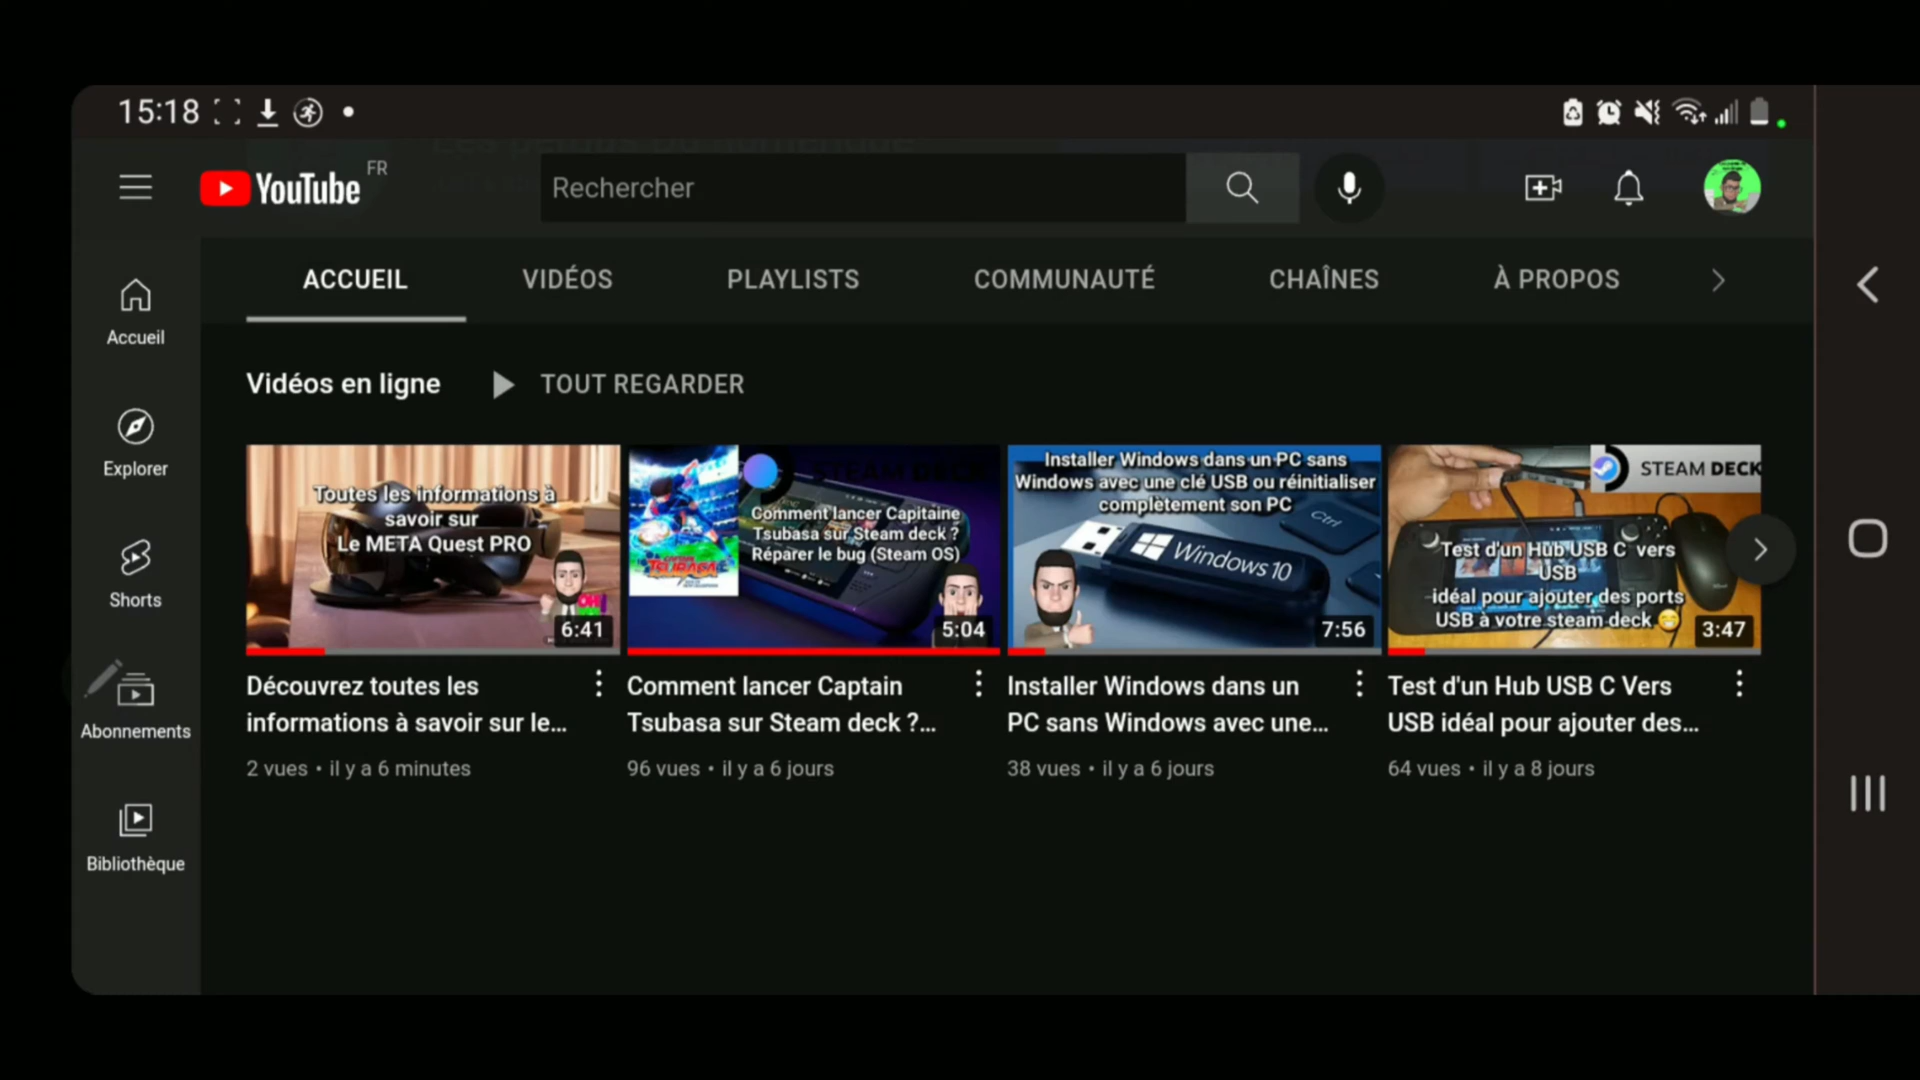 15:18
YouTube FR
Rechercher
ACCUEIL
VIDÉOS
PLAYLISTS
COMMUNAUTÉ
CHAÎNES
À PROPOS
Accueil
Explorer
Shorts
Abonnements
Bibliothèque
Vidéos en ligne
TOUT REGARDER
Toutes les informations à
savoir sur
Le META Quest PRO
OH!
6:41
Découvrez toutes les
informations à savoir sur le...
2 vues • il y a 6 minutes
STEAM DECK
Comment lancer Capitaine
Tsubasa sur Steam deck ?
Réparer le bug (Steam OS)
TSUBASA
5:04
Comment lancer Captain
Tsubasa sur Steam deck ?...
96 vues • il y a 6 jours
Installer Windows dans un PC sans
Windows avec une clé USB ou réinitialiser
complètement son PC
Ctrl
Windows 10
7:56
Installer Windows dans un
PC sans Windows avec une...
38 vues • il y a 6 jours
STEAM DECK
Test d'un Hub USB C vers
USB
idéal pour ajouter des ports
USB à votre steam deck
3:47
Test d'un Hub USB C Vers
USB idéal pour ajouter des...
64 vues • il y a 8 jours